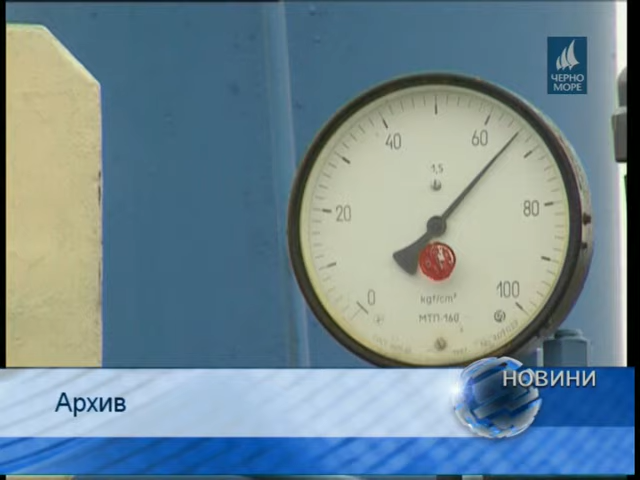 ЧЕРНО
МОРЕ
40
60
1,5
20
80
0
100
kgf/cm²
МТП-160
НОВИНИ
Архив